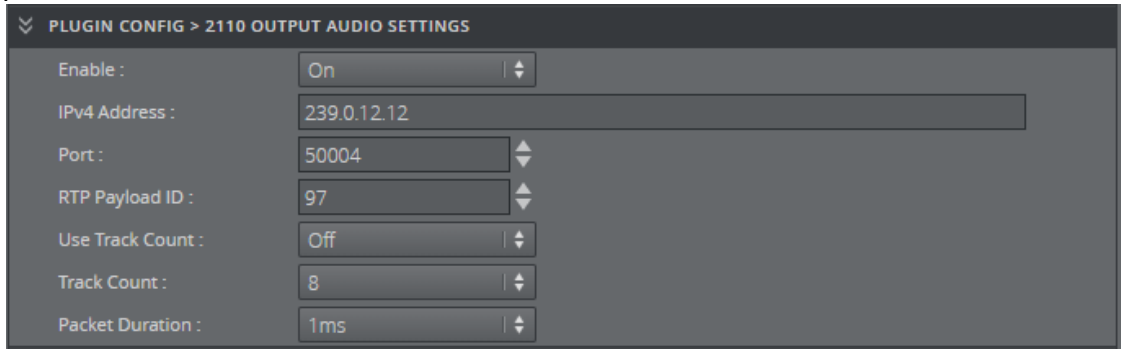 PLUGIN CONFIG > 2110 OUTPUT AUDIO SETTINGS
Enable : On
IPv4 Address : 239.0.12.12
Port : 50004
RTP Payload ID : 97
Use Track Count : Off
Track Count : 8
Packet Duration : 1ms